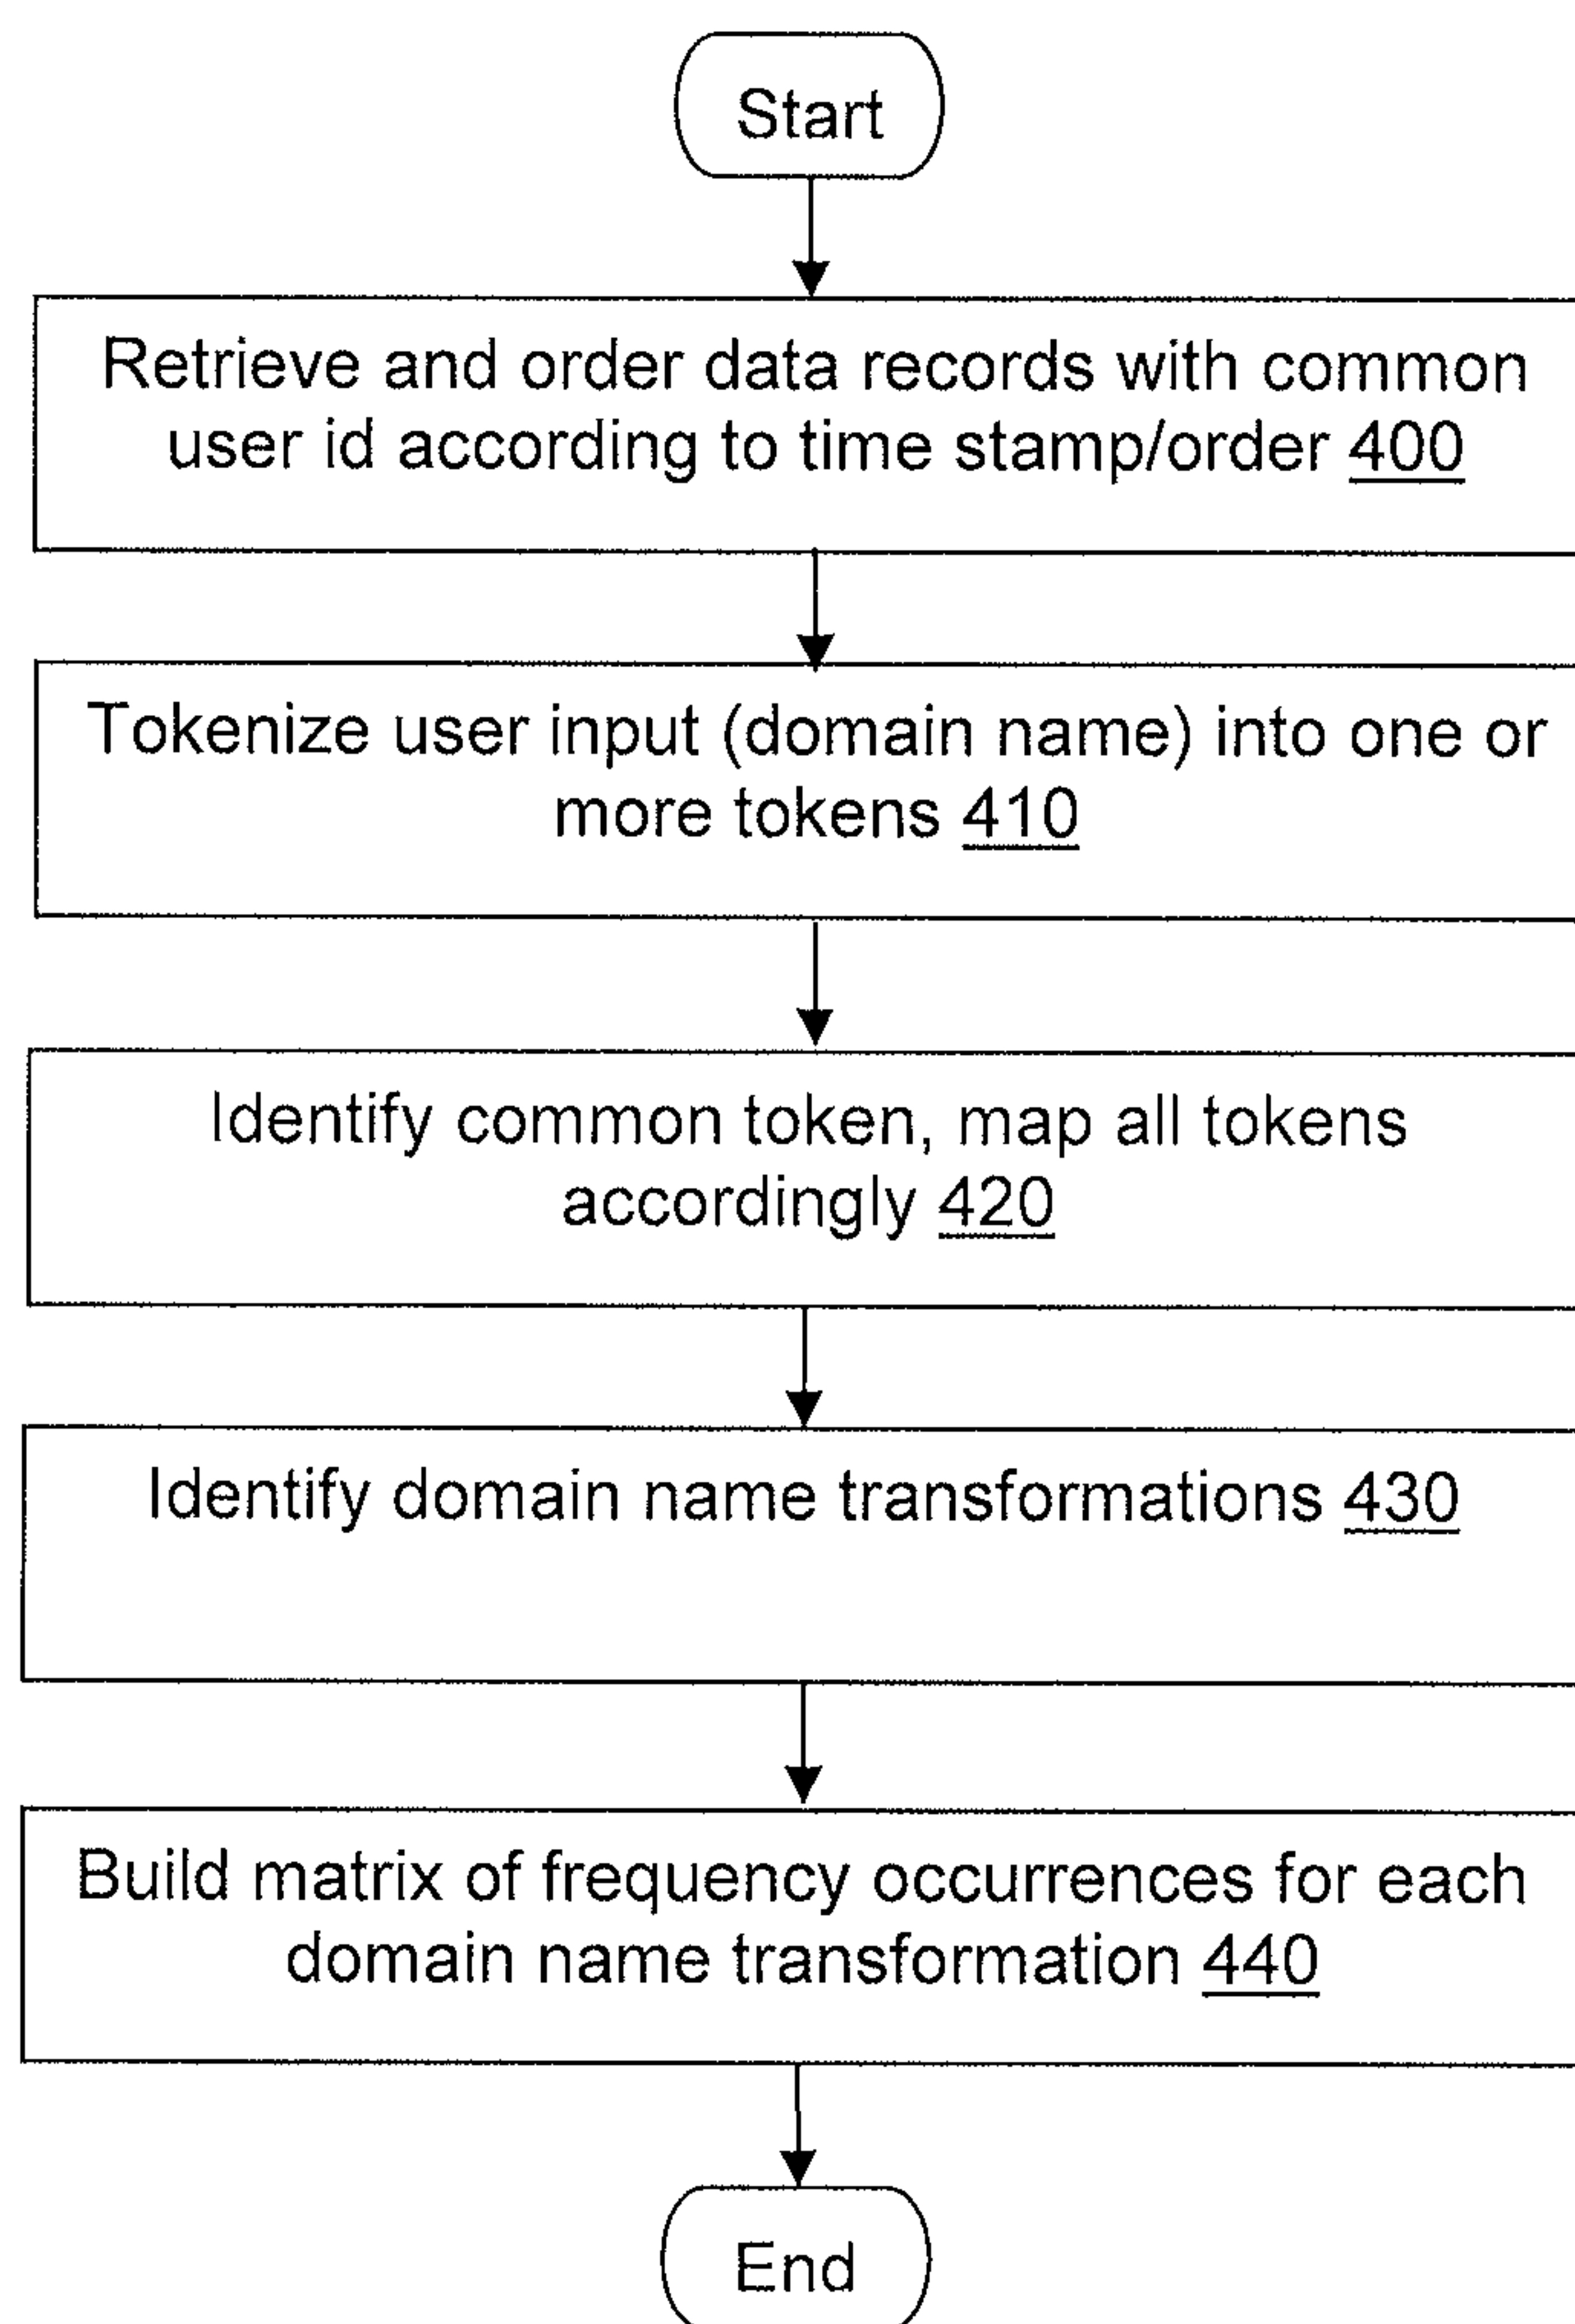 Start
Retrieve and order data records with common
user id according to time stamp/order 400
Tokenize user input (domain name) into one or
more tokens 410
Identify common token, map all tokens
accordingly 420
Identify domain name transformations 430
Build matrix of frequency occurrences for each
domain name transformation 440
End